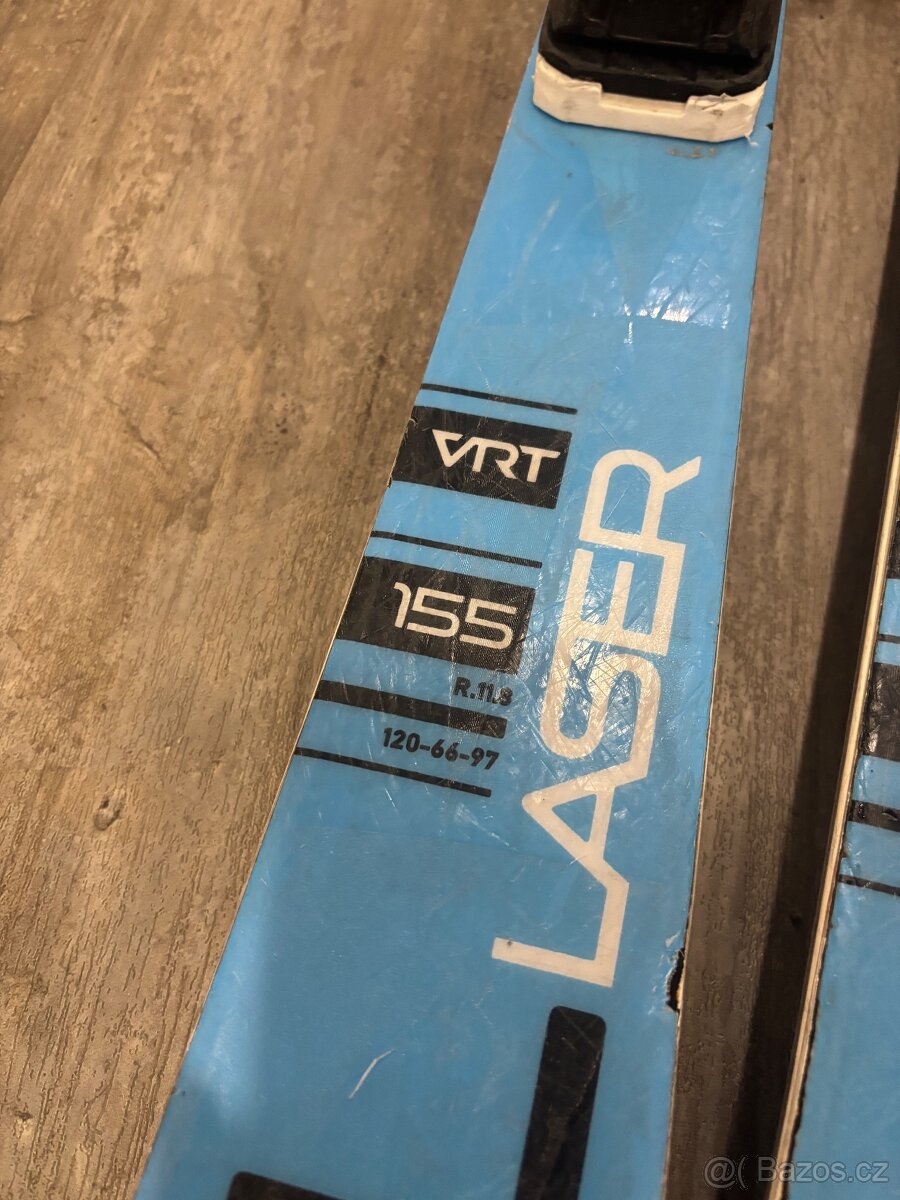 VRT
155
R.11.8
120-66-97
LASER
@( Bazos.cz